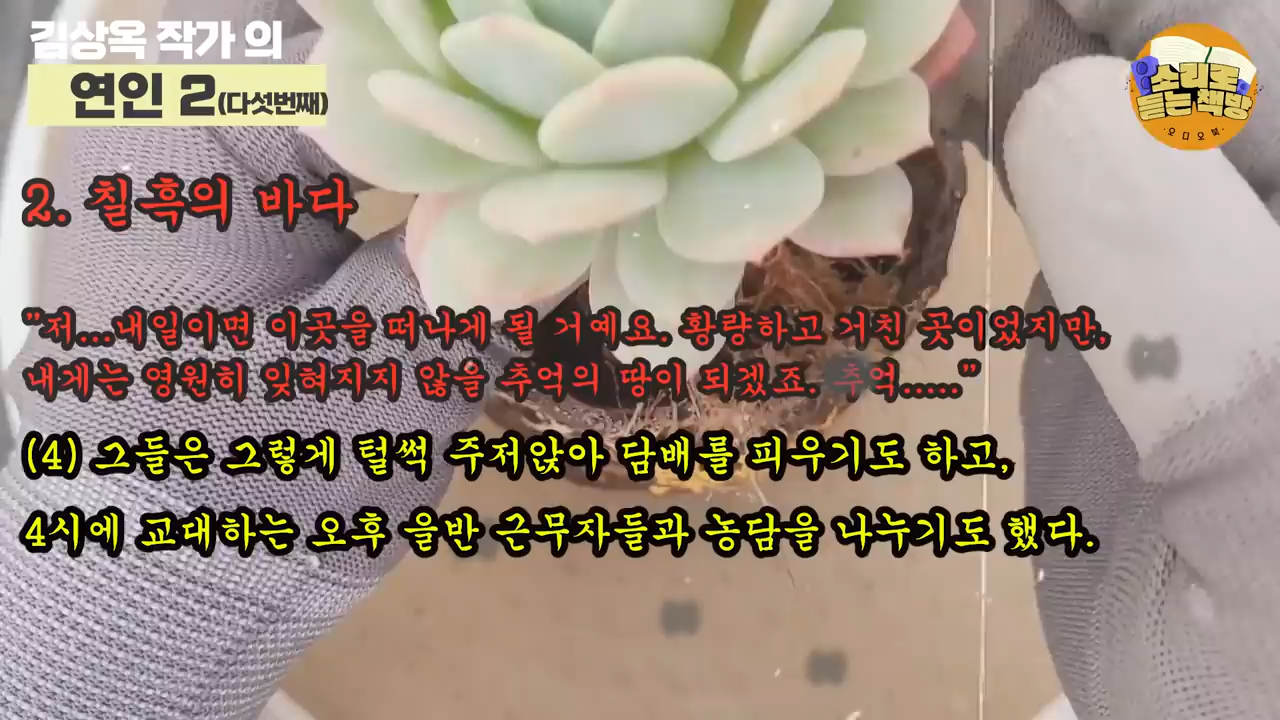 김상옥 작가 의
연인 2(다섯번째)
소리로
듣는 책방
·오디오북·
2. 칠흑의 바다
"저...내일이면 이곳을 떠나게 될 거예요. 황량하고 거친 곳이었지만,
내게는 영원히 잊혀지지 않을 추억의 땅이 되겠죠. 추억....."
(4) 그들은 그렇게 털썩 주저앉아 담배를 피우기도 하고,
4시에 교대하는 오후 을반 근무자들과 농담을 나누기도 했다.